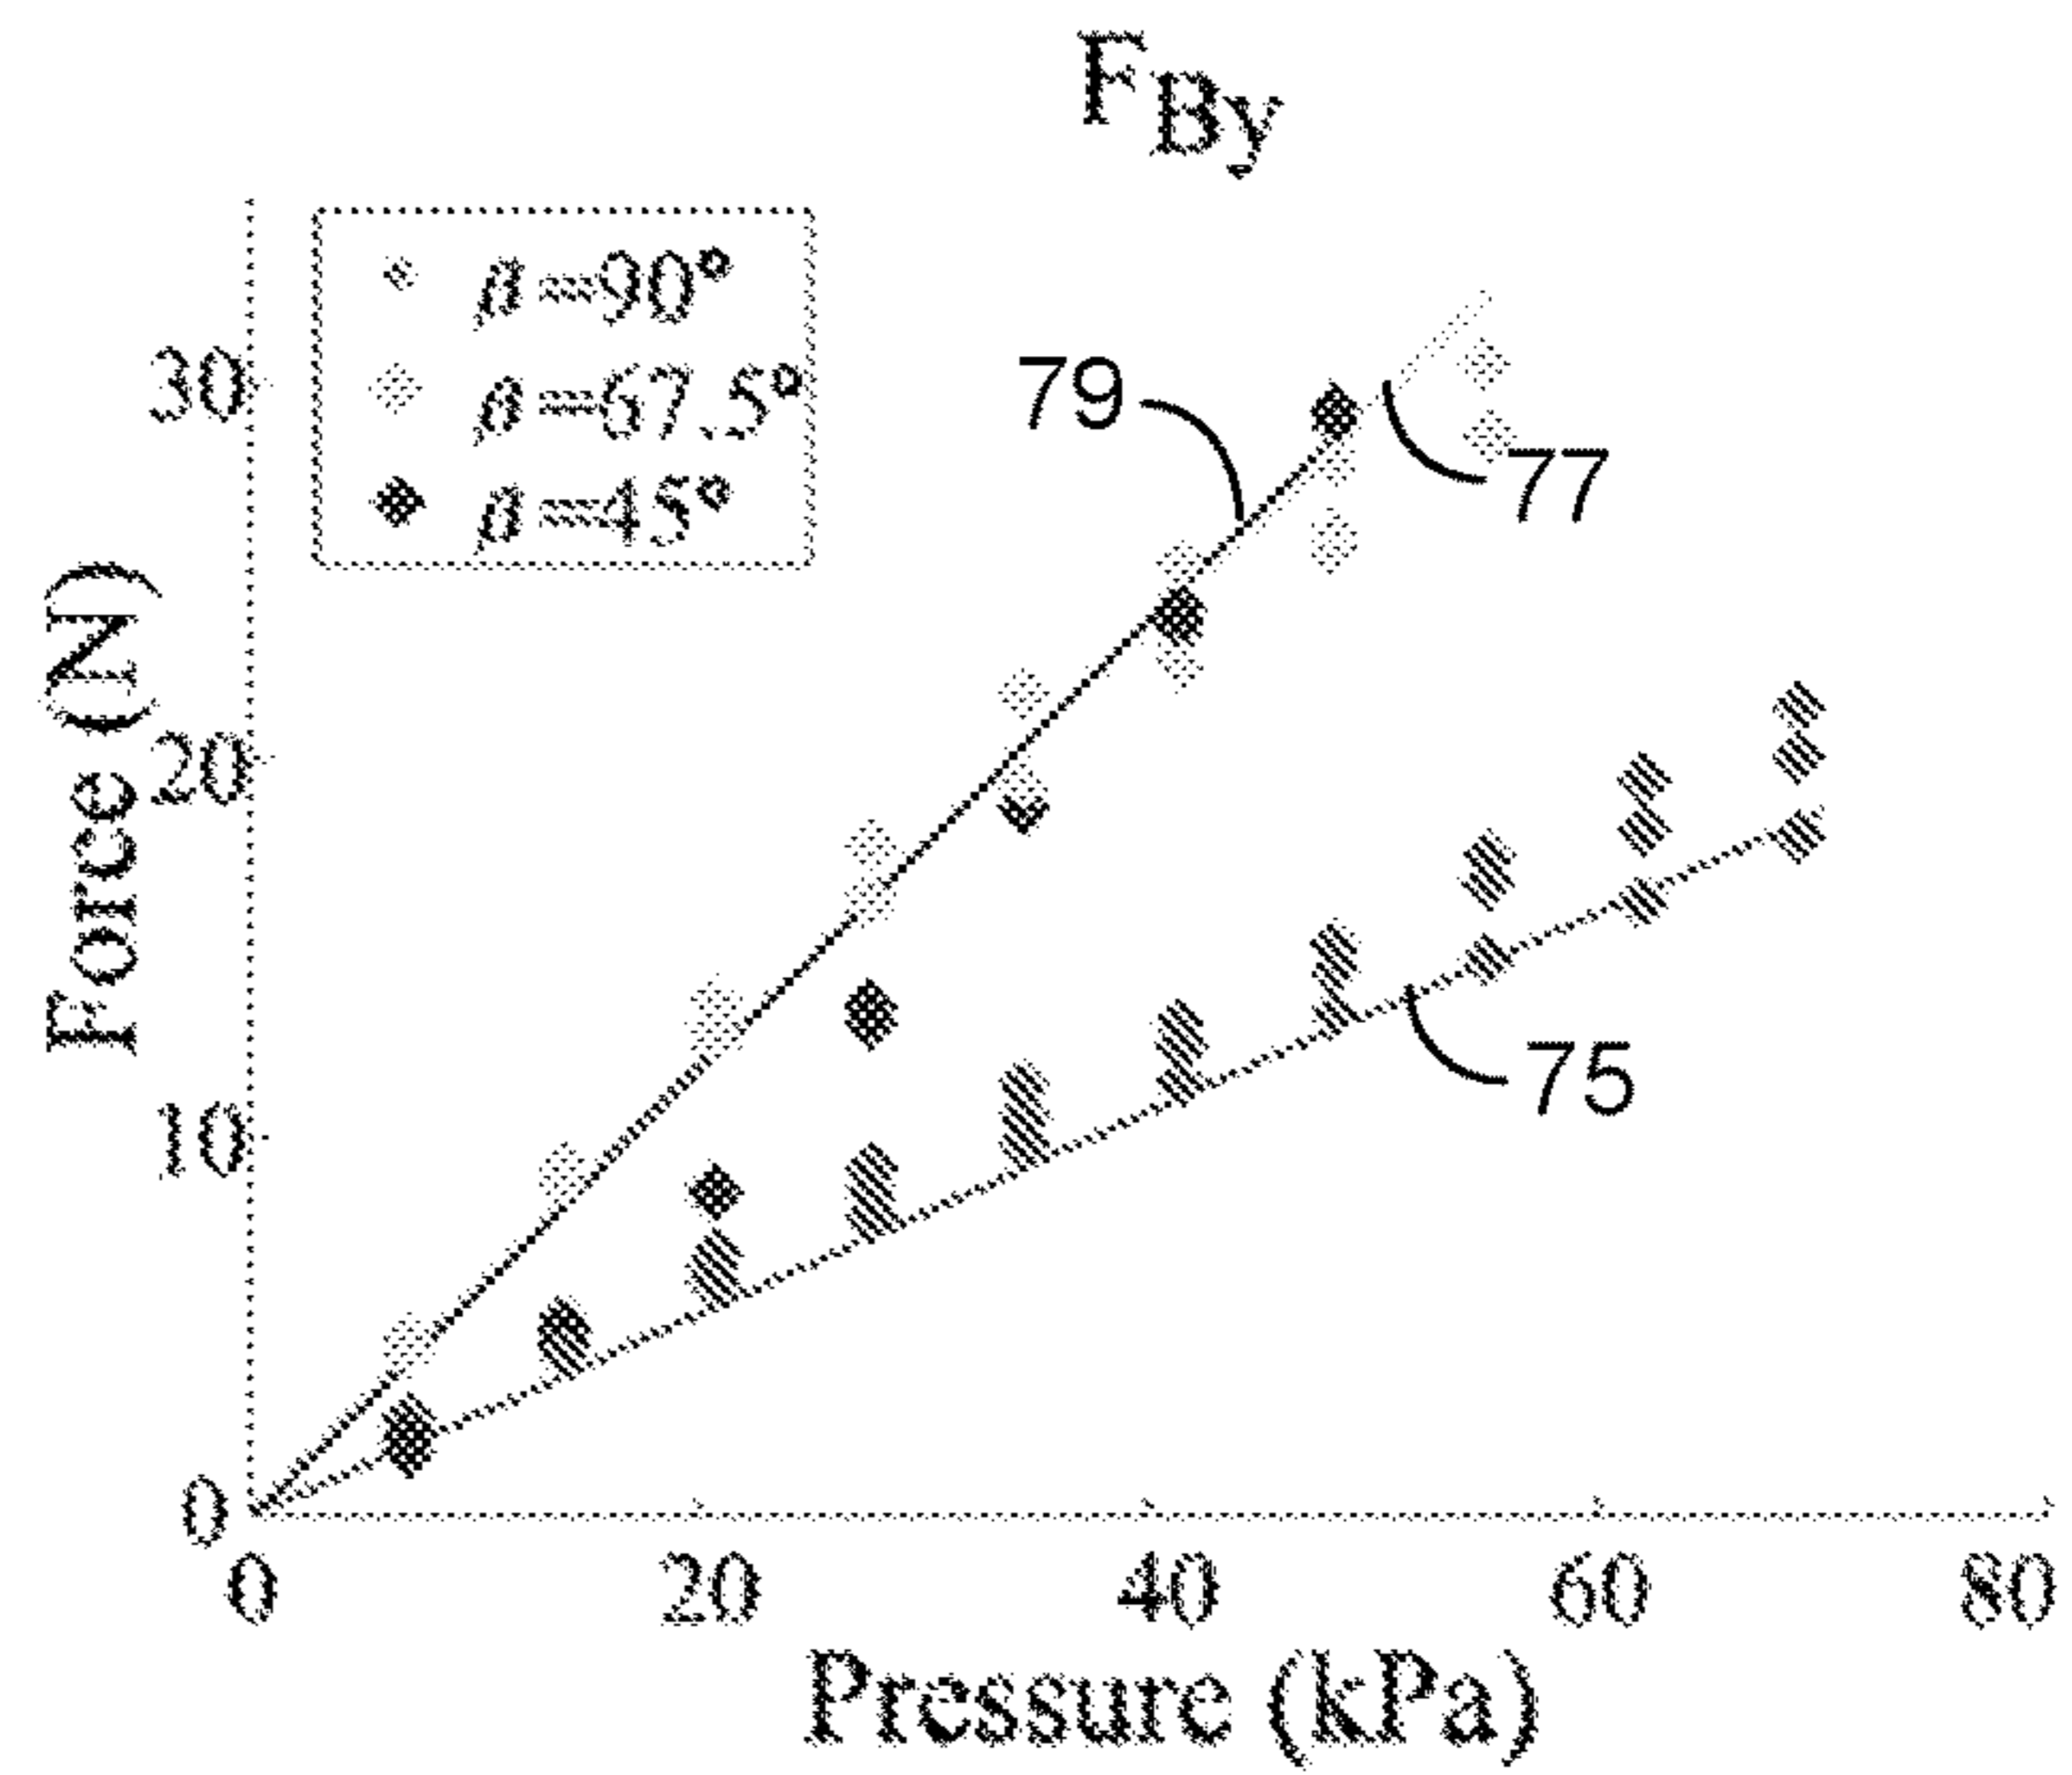 FBy
β=90°
β=67.5°
β=45°
79
77
75
Force (N)
30
20
10
0
0 20 40 60 80
Pressure (kPa)